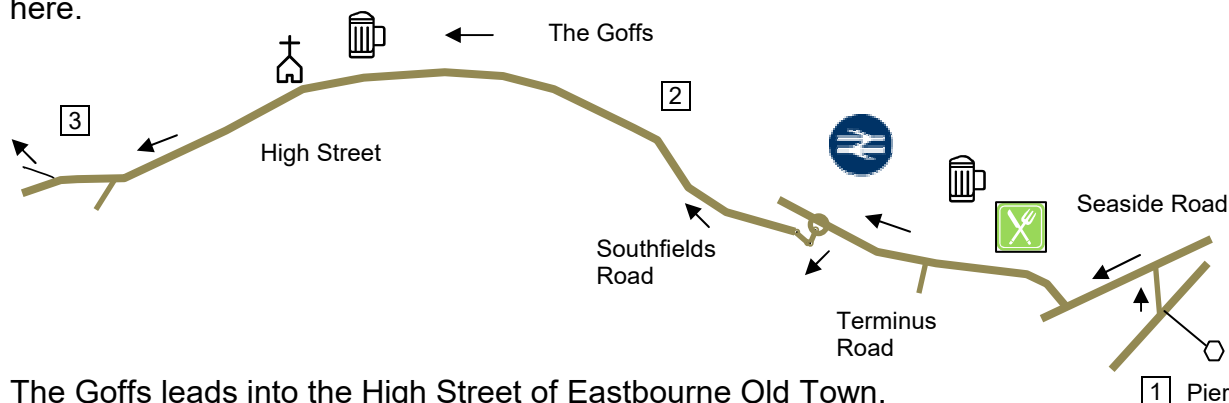 here.
The Goffs
2
3
High Street
Seaside Road
Southfields
Road
Terminus
Road
The Goffs leads into the High Street of Eastbourne Old Town.
1 Pier